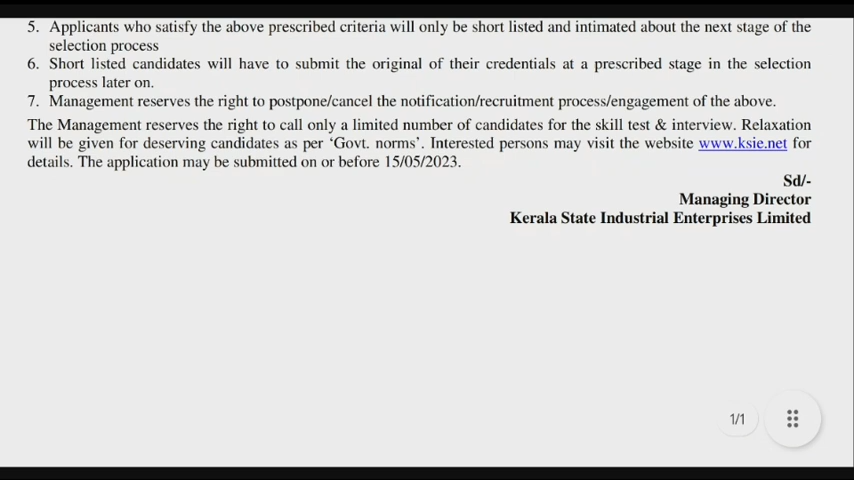 5. Applicants who satisfy the above prescribed criteria will only be short listed and intimated about the next stage of the
selection process
6. Short listed candidates will have to submit the original of their credentials at a prescribed stage in the selection
process later on.
7. Management reserves the right to postpone/cancel the notification/recruitment process/engagement of the above.
The Management reserves the right to call only a limited number of candidates for the skill test & interview. Relaxation
will be given for deserving candidates as per ‘Govt. norms’. Interested persons may visit the website www.ksie.net for
details. The application may be submitted on or before 15/05/2023.
Sd/-
Managing Director
Kerala State Industrial Enterprises Limited
1/1